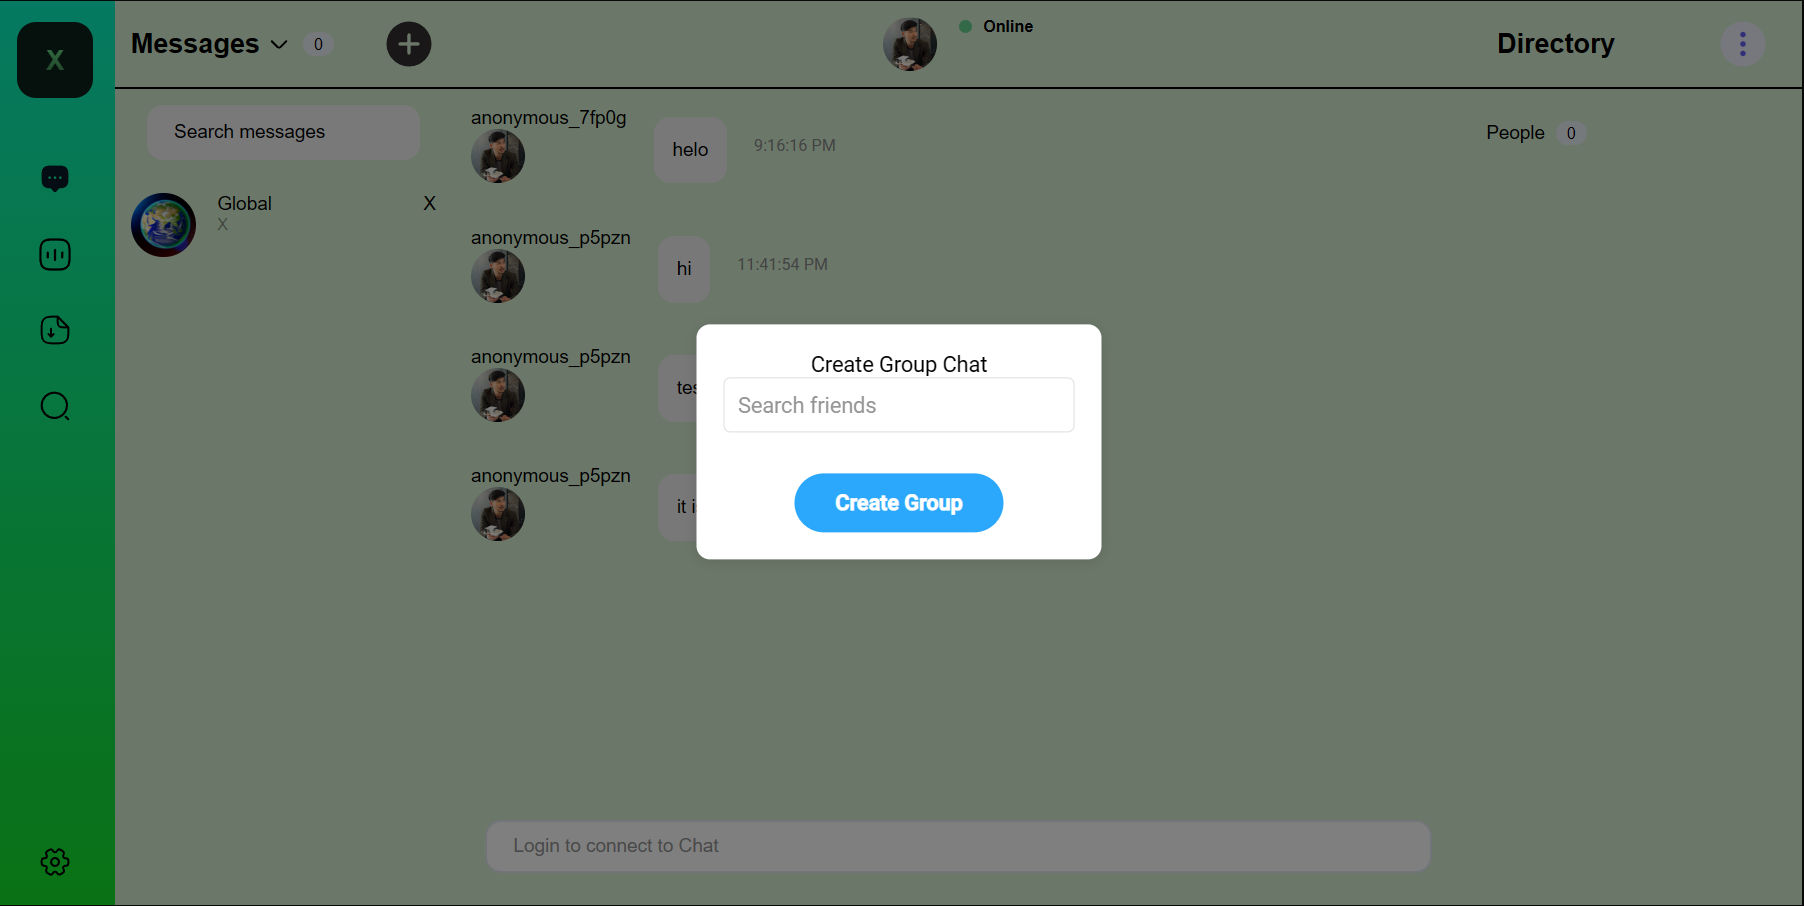 X
Messages
0
Online
Directory
Search messages
Global
X
X
anonymous_7fp0g
helo
9:16:16 PM
anonymous_p5pzn
hi
11:41:54 PM
anonymous_p5pzn
tes
anonymous_p5pzn
it i
Create Group Chat
Search friends
Create Group
People 0
Login to connect to Chat